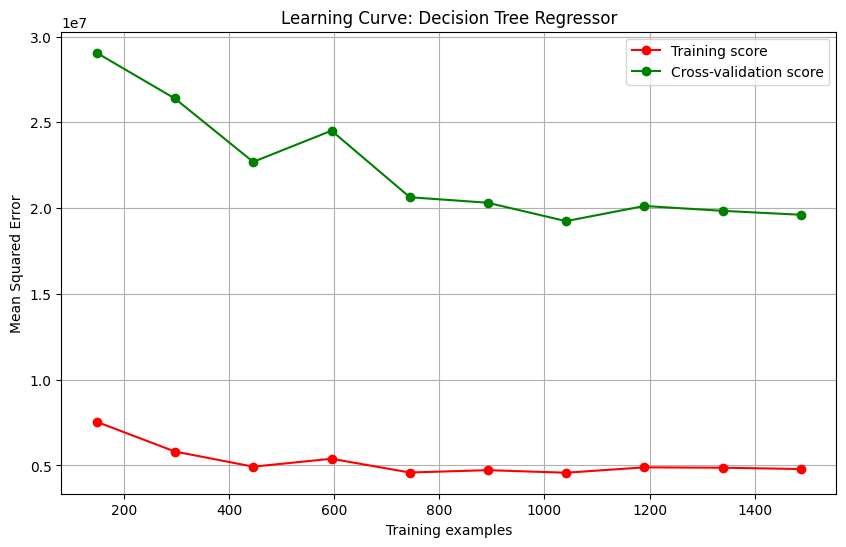 Learning Curve: Decision Tree Regressor
1e7
Training score
Cross-validation score
3.0
2.5
2.0
1.5
1.0
0.5
Mean Squared Error
200 400 600 800 1000 1200 1400
Training examples